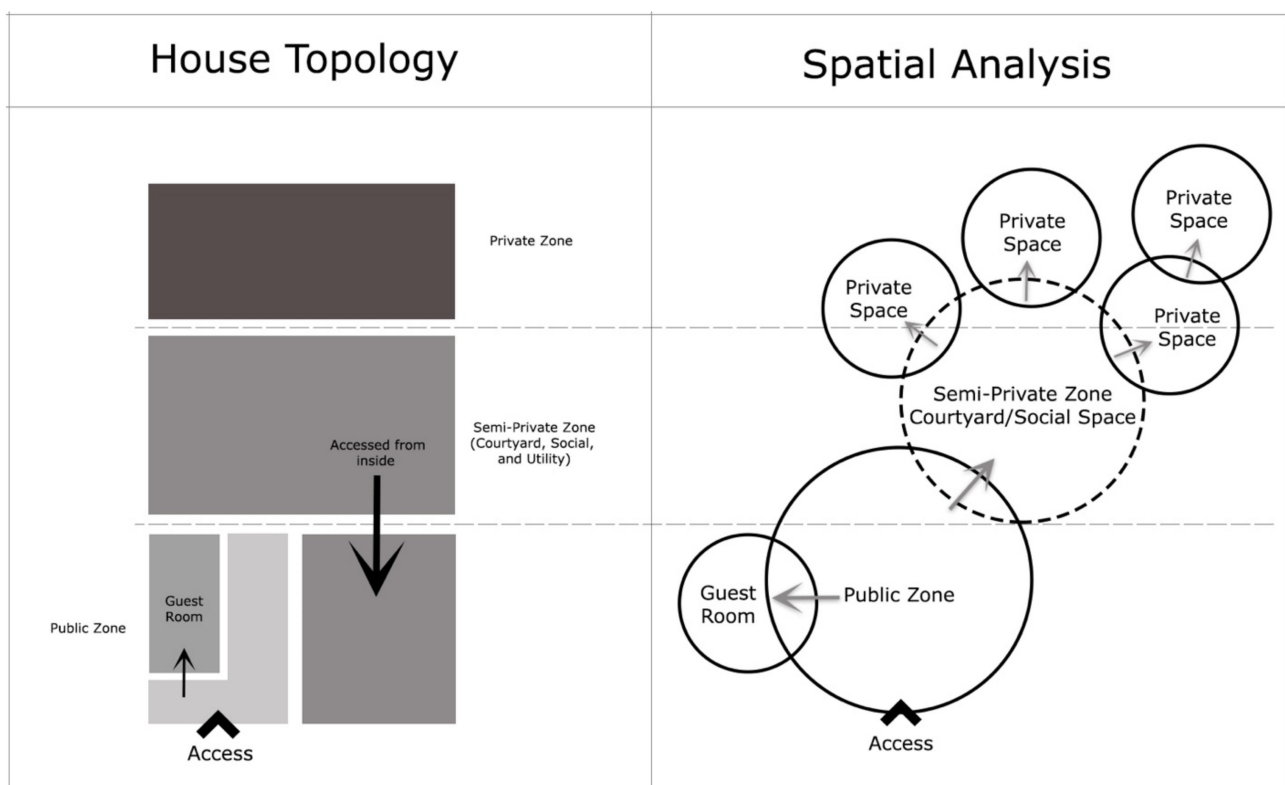 House Topology
Private Zone
Accessed from
inside
Semi-Private Zone
(Courtyard, Social,
and Utility)
Guest
Room
Public Zone
Access
Spatial Analysis
Private
Space
Private
Space
Private
Space
Private
Space
Semi-Private Zone
Courtyard/Social Space
Guest
Room
Public Zone
Access